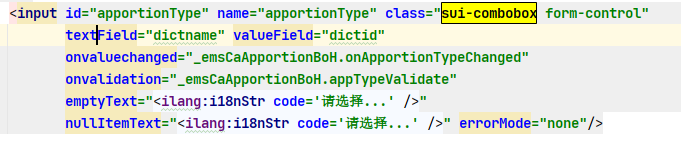 <input id="apportionType" name="apportionType" class="sui-combobox form-control"
textField="dictname" valueField="dictid"
onvaluechanged="_emsCaApportionBoH.onApportionTypeChanged"
onvalidation="_emsCaApportionBoH.appTypeValidate"
emptyText="<ilang:i18nStr code='请选择...' />"
nullItemText="<ilang:i18nStr code='请选择...' />" errorMode="none"/>